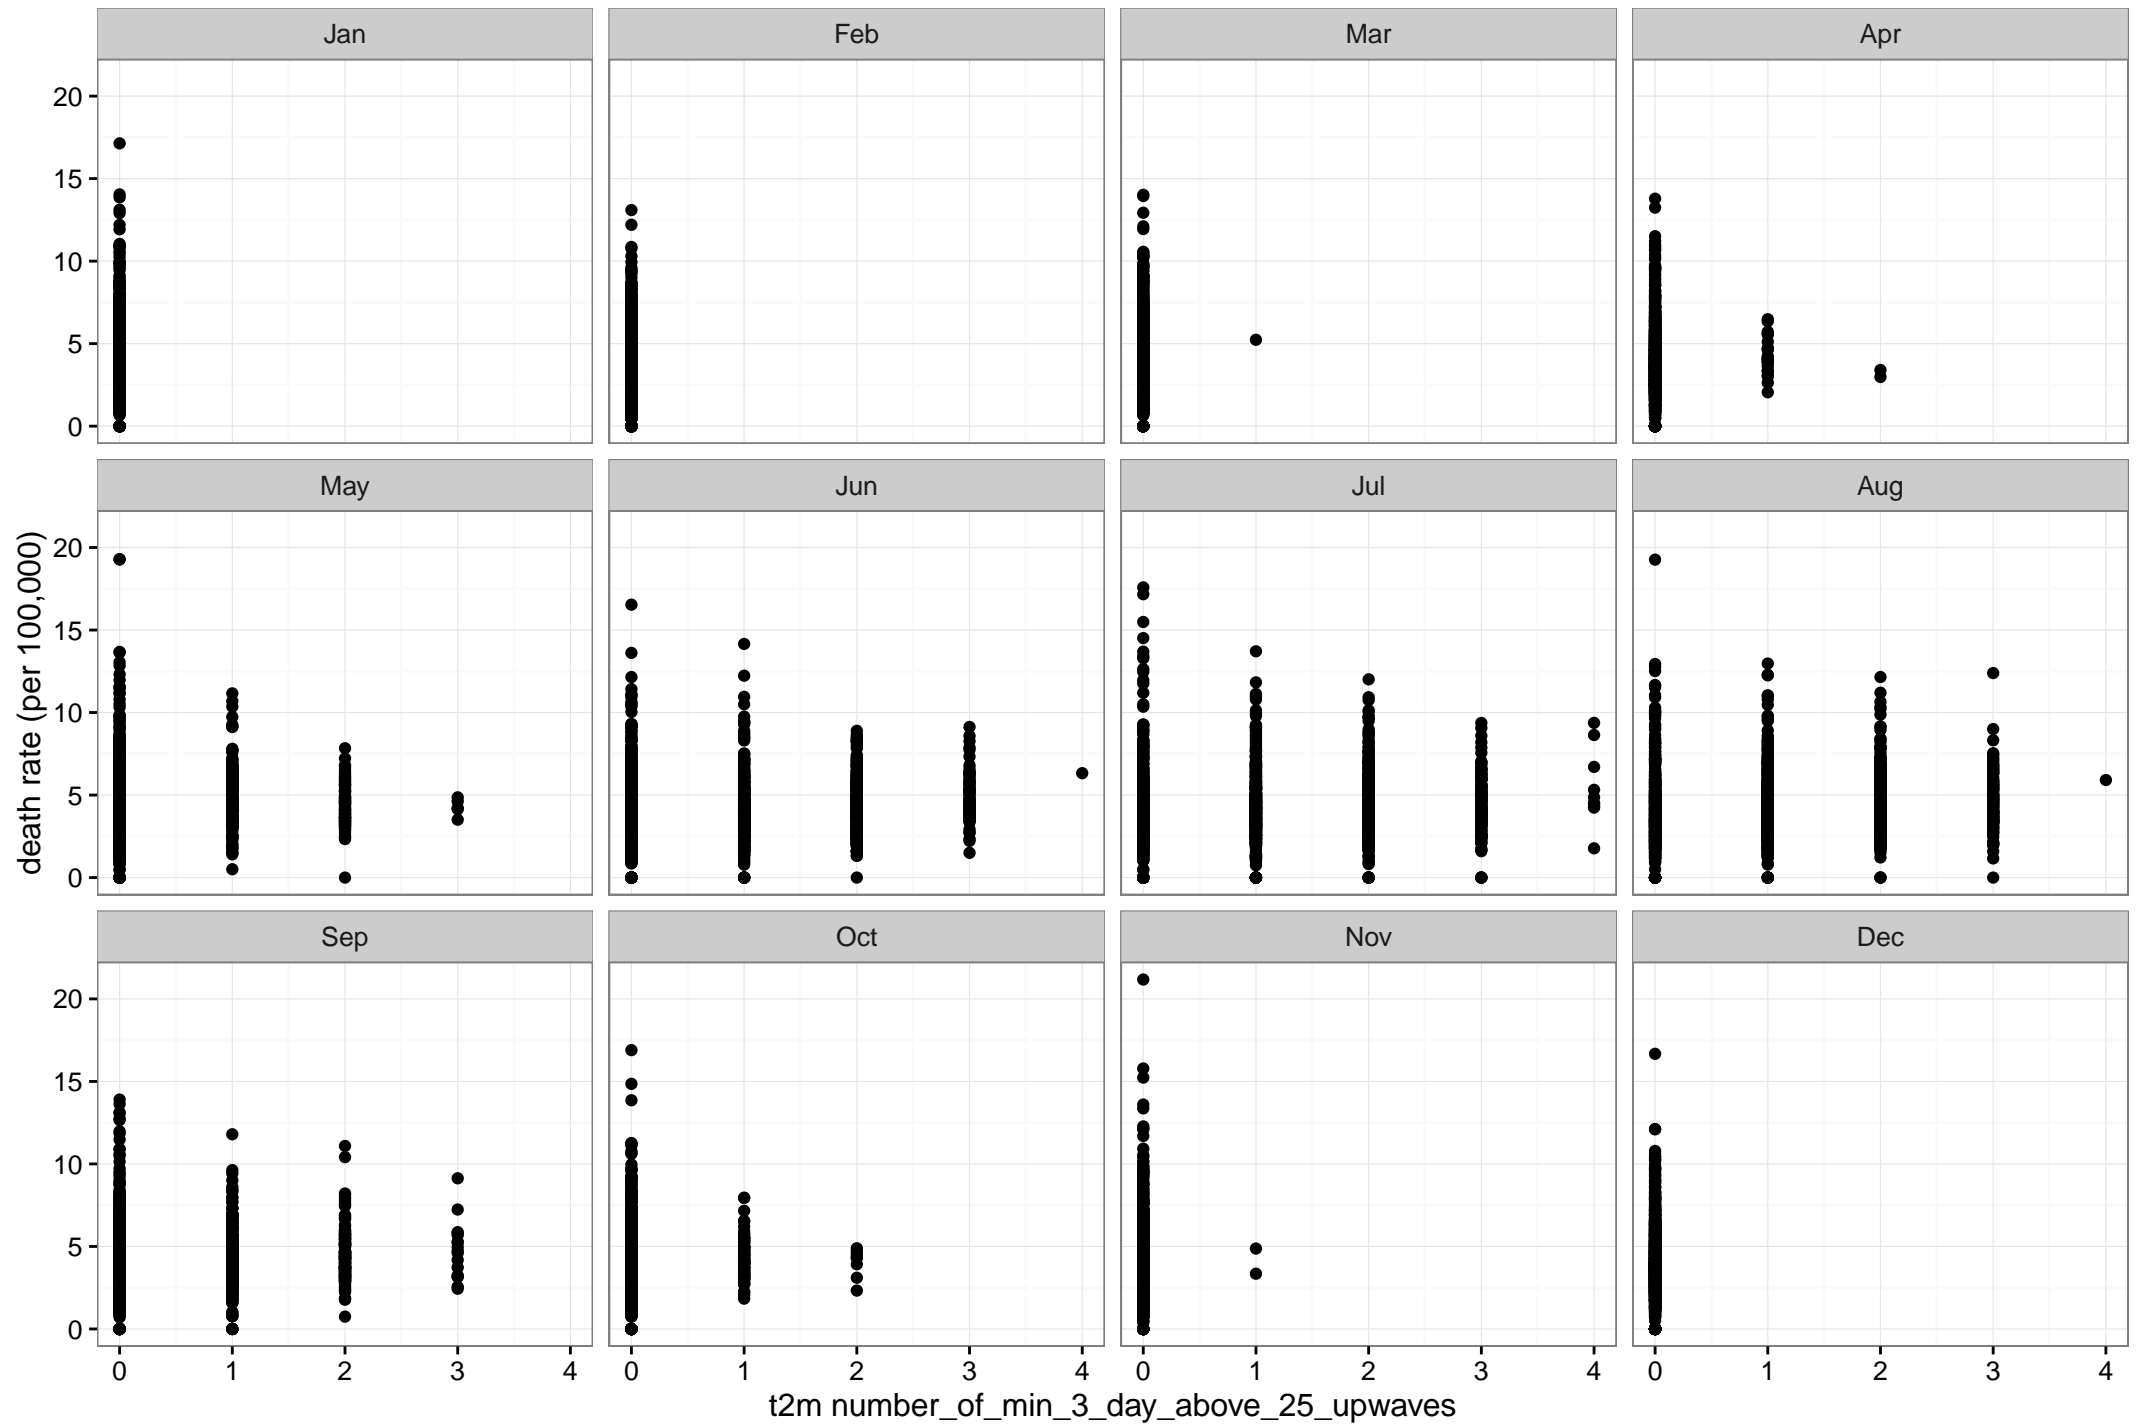 Jan Feb Mar Apr
20
15
10
5
0
May Jun Jul Aug
20
15
10
5
0
death rate (per 100,000)
Sep Oct Nov Dec
20
15
10
5
0
0 1 2 3 4 0 1 2 3 4 0 1 2 3 4 0 1 2 3 4
t2m number_of_min_3_day_above_25_upwaves